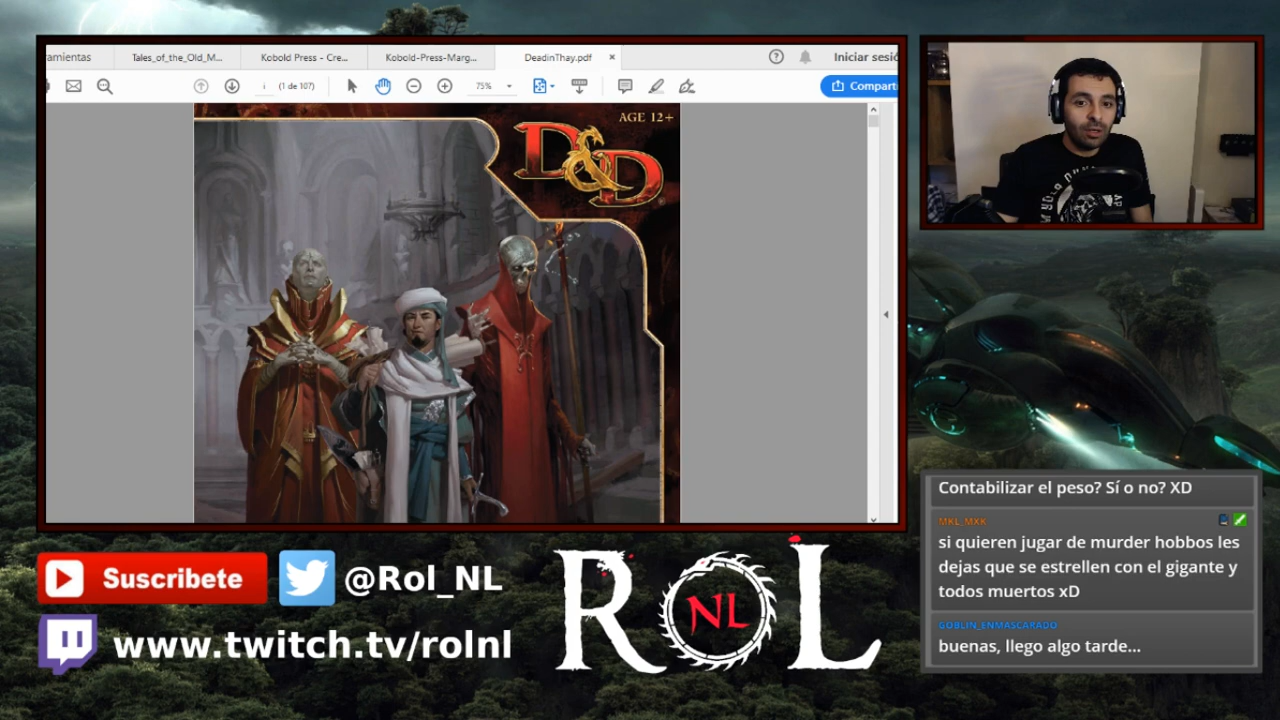 amientas
Tales_of_the_Old_M...
Kobold Press - Cre...
Kobold-Press-Marg...
DeadinThay.pdf
Iniciar sesió
i
(1 de 107)
75%
Comparti
AGE 12+
D&D
Suscribete
@Rol_NL
www.twitch.tv/rolnl
ROL
NL
Contabilizar el peso? Sí o no? XD
MKL_MXK
si quieren jugar de murder hobbos les
dejas que se estrellen con el gigante y
todos muertos xD
GOBLIN_ENMASCARADO
buenas, llego algo tarde...